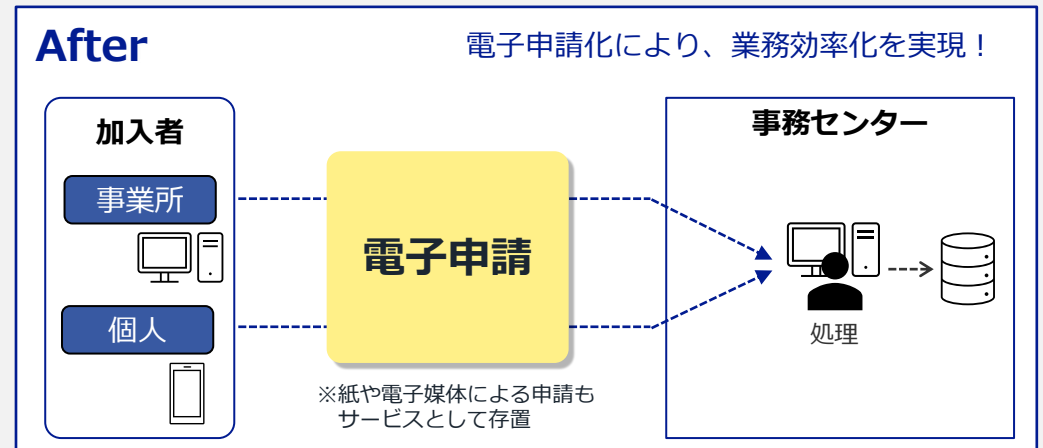 After
電子申請化により、業務効率化を実現！
加入者
事業所
個人
電子申請
※紙や電子媒体による申請も
サービスとして存置
事務センター
処理